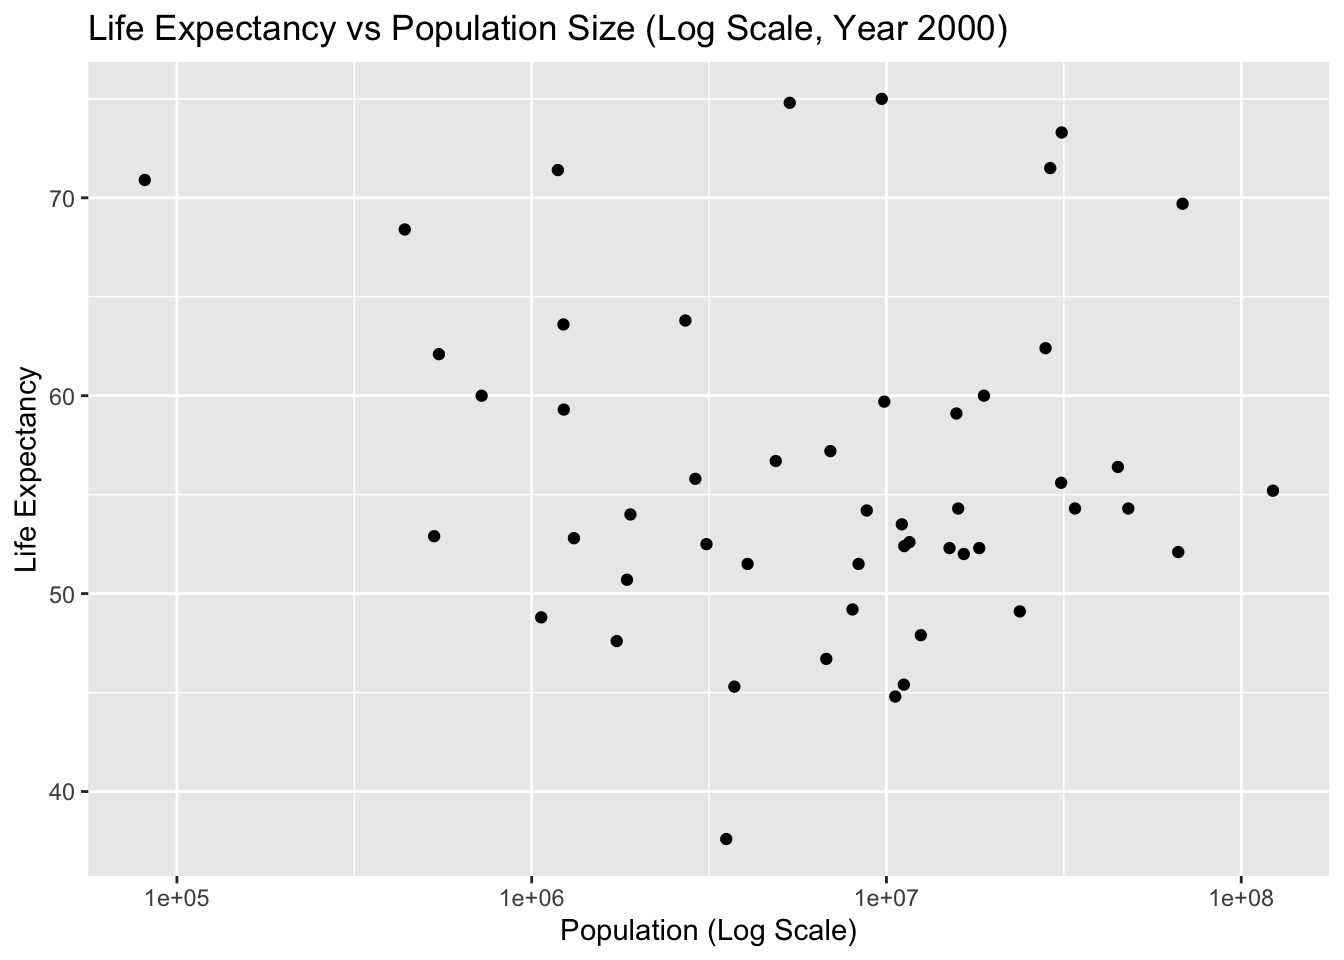 Life Expectancy vs Population Size (Log Scale, Year 2000)
Life Expectancy
70
60
50
40
1e+05 1e+06 1e+07 1e+08
Population (Log Scale)